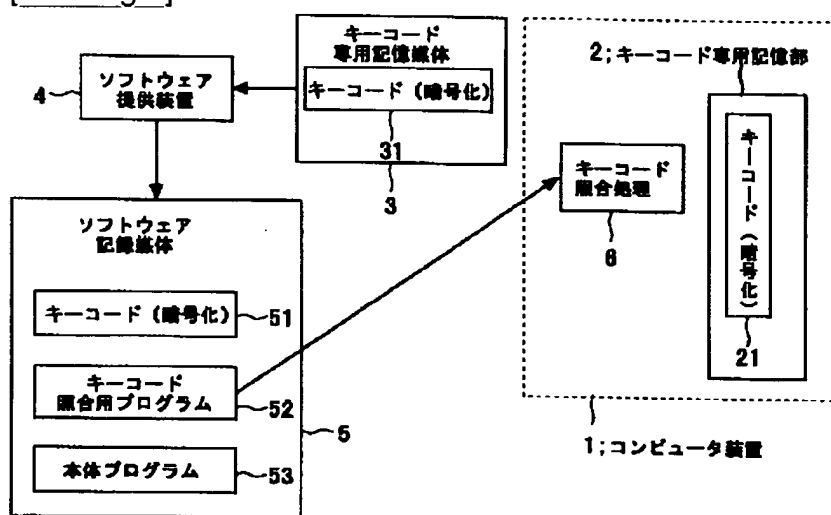 キーコード
専用記憶媒体
キーコード (暗号化)
31
3
4
ソフトウェア
提供装置
2;キーコード専用記憶部
キーコード(暗号化)
21
キーコード
照合処理
6
ソフトウェア
記録媒体
キーコード (暗号化)
51
キーコード
照合用プログラム
52
本体プログラム
53
5
1;コンピュータ装置